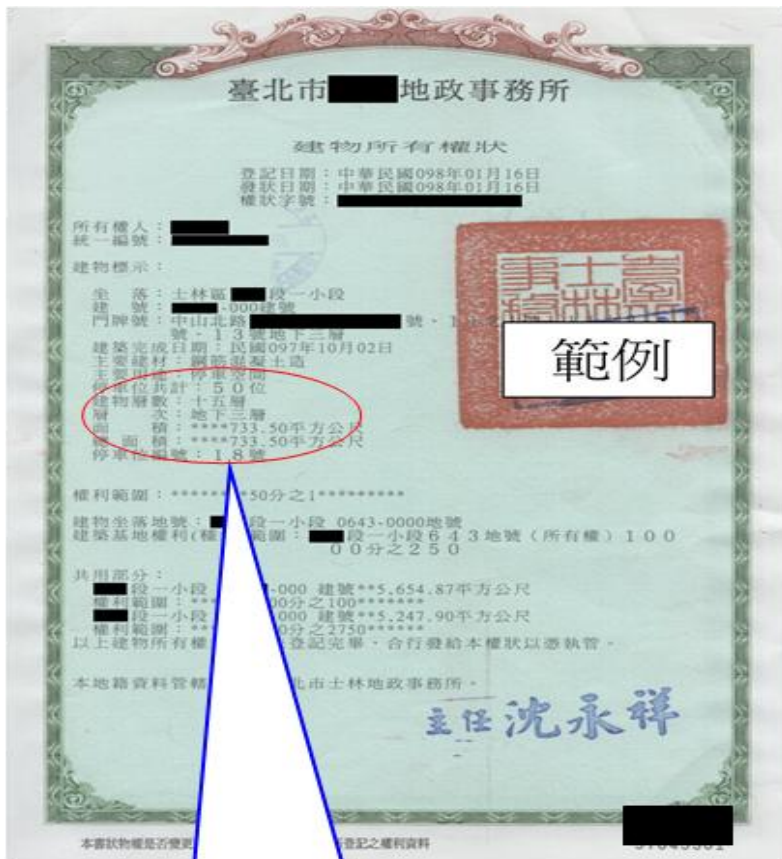 臺北市 地政事務所
建物所有權狀
登記日期：中華民國098年01月16日
發狀日期：中華民國098年01月16日
權狀字號：
所有權人：
統一編號：
建物標示：
坐 落：士林區 段一小段
建 號： -000建號
門牌號：中山北路 號、1
號、13號地下三層
建築完成日期：民國097年10月02日
主要建材：鋼筋混凝土造
主要用途：停車空間
停車位共計：50位
建物層數：十五層
層 次：地下三層
面 積：****733.50平方公尺
總 面 積：****733.50平方公尺
停車位編號：18號
範例
權利範圍：******* 50分之1*********
建物坐落地號： 段一小段 0643-0000地號
建築基地權利(種 範圍： 段一小段643地號（所有權）100
00分之250
共用部分：
段一小段 -000 建號**5,654.87平方公尺
權利範圍：*** 00分之100*******
段一小段 000 建號**5,247.90平方公尺
權利範圍：*** 0分之2750******
以上建物所有權 登記完畢，合行發給本權狀以憑執管。
本地籍資料管轄 北市士林地政事務所。
主任 沈永祥
本書狀物權是否變更 登記之權利資料